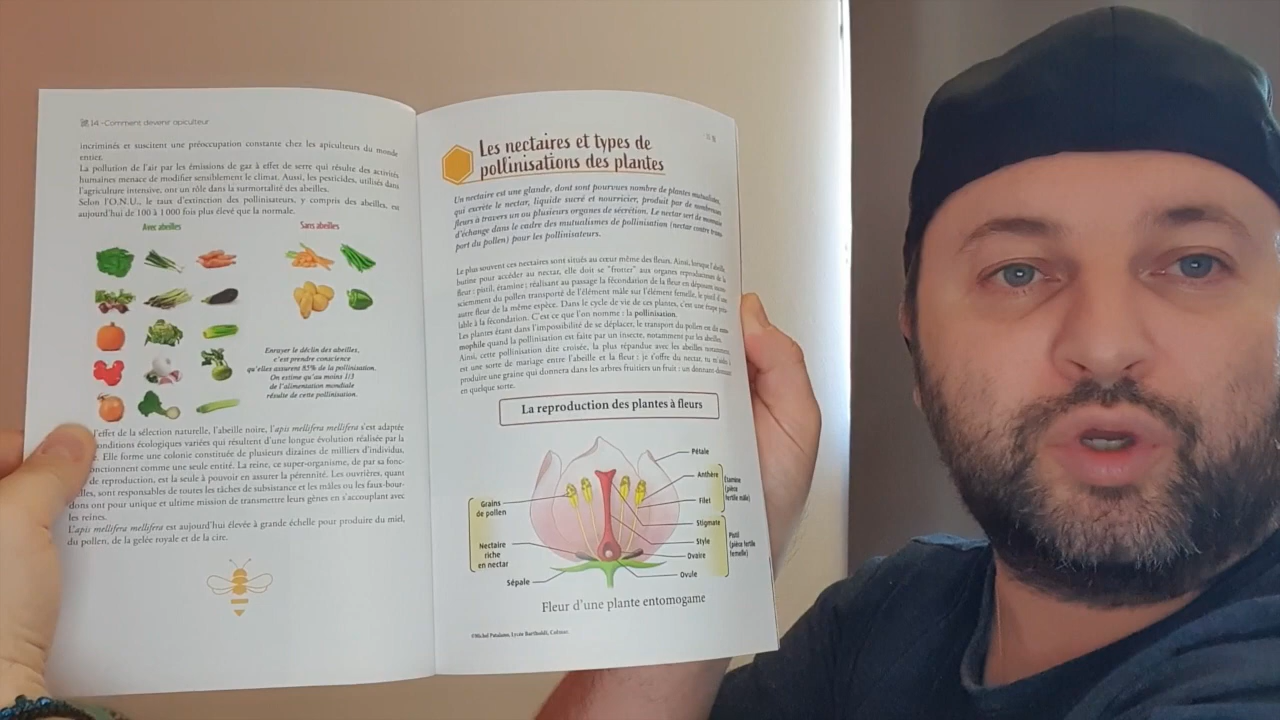 14 -Comment devenir apiculteur
incriminés et suscitent une préoccupation constante chez les apiculteurs du monde
entier.
La pollution de l'air par les émissions de gaz à effet de serre qui résulte des activités
humaines menace de modifier sensiblement le climat. Aussi, les pesticides, utilisés dans
l'agriculture intensive, ont un rôle dans la surmortalité des abeilles.
Selon l'O.N.U., le taux d'extinction des pollinisateurs, y compris des abeilles, est
aujourd'hui de 100 à 1 000 fois plus élevé que la normale.
Avec abeilles
Sans abeilles
Enrayer le déclin des abeilles,
c'est prendre conscience
qu'elles assurent 85% de la pollinisation.
On estime qu'au moins 1/3
de l'alimentation mondiale
résulte de cette pollinisation.
l'effet de la sélection naturelle, l'abeille noire, l'apis mellifera mellifera s'est adaptée
onditions écologiques variées qui résultent d'une longue évolution réalisée par la
. Elle forme une colonie constituée de plusieurs dizaines de milliers d'individus,
onctionnent comme une seule entité. La reine, ce super-organisme, de par sa fonc-
de reproduction, est la seule à pouvoir en assurer la pérennité. Les ouvrières, quant
elles, sont responsables de toutes les tâches de subsistance et les mâles ou les faux-bour-
dons ont pour unique et ultime mission de transmettre leurs gènes en s'accouplant avec
les reines.
L'apis mellifera mellifera est aujourd'hui élevée à grande échelle pour produire du miel,
du pollen, de la gelée royale et de la cire.
Les nectaires et types de
pollinisations des plantes
Un nectaire est une glande, dont sont pourvues nombre de plantes mutualistes,
qui excrète le nectar, liquide sucré et nourricier, produit par de nombreuses
fleurs à travers un ou plusieurs organes de sécrétion. Le nectar sert de monnaie
d'échange dans le cadre des mutualismes de pollinisation (nectar contre trans-
port du pollen) pour les pollinisateurs.
Le plus souvent ces nectaires sont situés au cœur même des fleurs. Ainsi, lorsque l'abeille
butine pour accéder au nectar, elle doit se "frotter" aux organes reproducteurs de la
fleur : pistil, étamine ; réalisant au passage la fécondation de la fleur en déposant
sciemment du pollen transporté de l'élément mâle sur l'élément femelle, le pistil d'une
autre fleur de la même espèce. Dans le cycle de vie de ces plantes, c'est une étape
lable à la fécondation. C'est ce que l'on nomme : la pollinisation.
Les plantes étant dans l'impossibilité de se déplacer, le transport du pollen est dit
mophile quand la pollinisation est faite par un insecte, notamment par les abeilles.
Ainsi, cette pollinisation dite croisée, la plus répandue avec les abeilles notamment,
est une sorte de mariage entre l'abeille et la fleur : je t'offre du nectar, tu m'aides à
produire une graine qui donnera dans les arbres fruitiers un fruit : un donnant-donnant
en quelque sorte.
La reproduction des plantes à fleurs
Pétale
Anthère
Étamine
(pièce
fertile mâle)
Filet
Grains
de pollen
Stigmate
Style
Pistil
(pièce fertile
femelle)
Nectaire
riche
en nectar
Ovaire
Ovule
Sépale
Fleur d'une plante entomogame
©Michel Patalano, Lycée Bartholdi, Colmar.